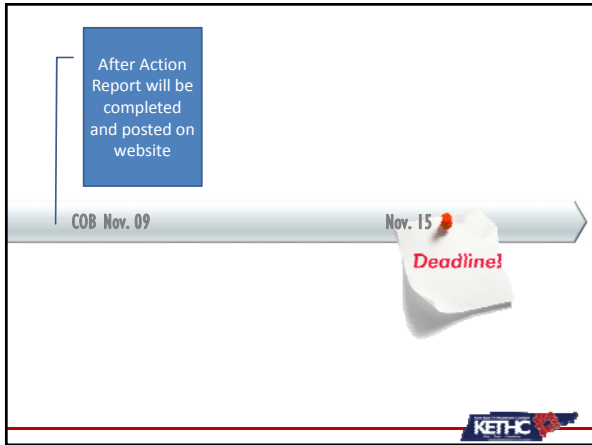 After Action
Report will be
completed
and posted on
website
COB Nov. 09
Nov. 15
Deadline!
KETHC